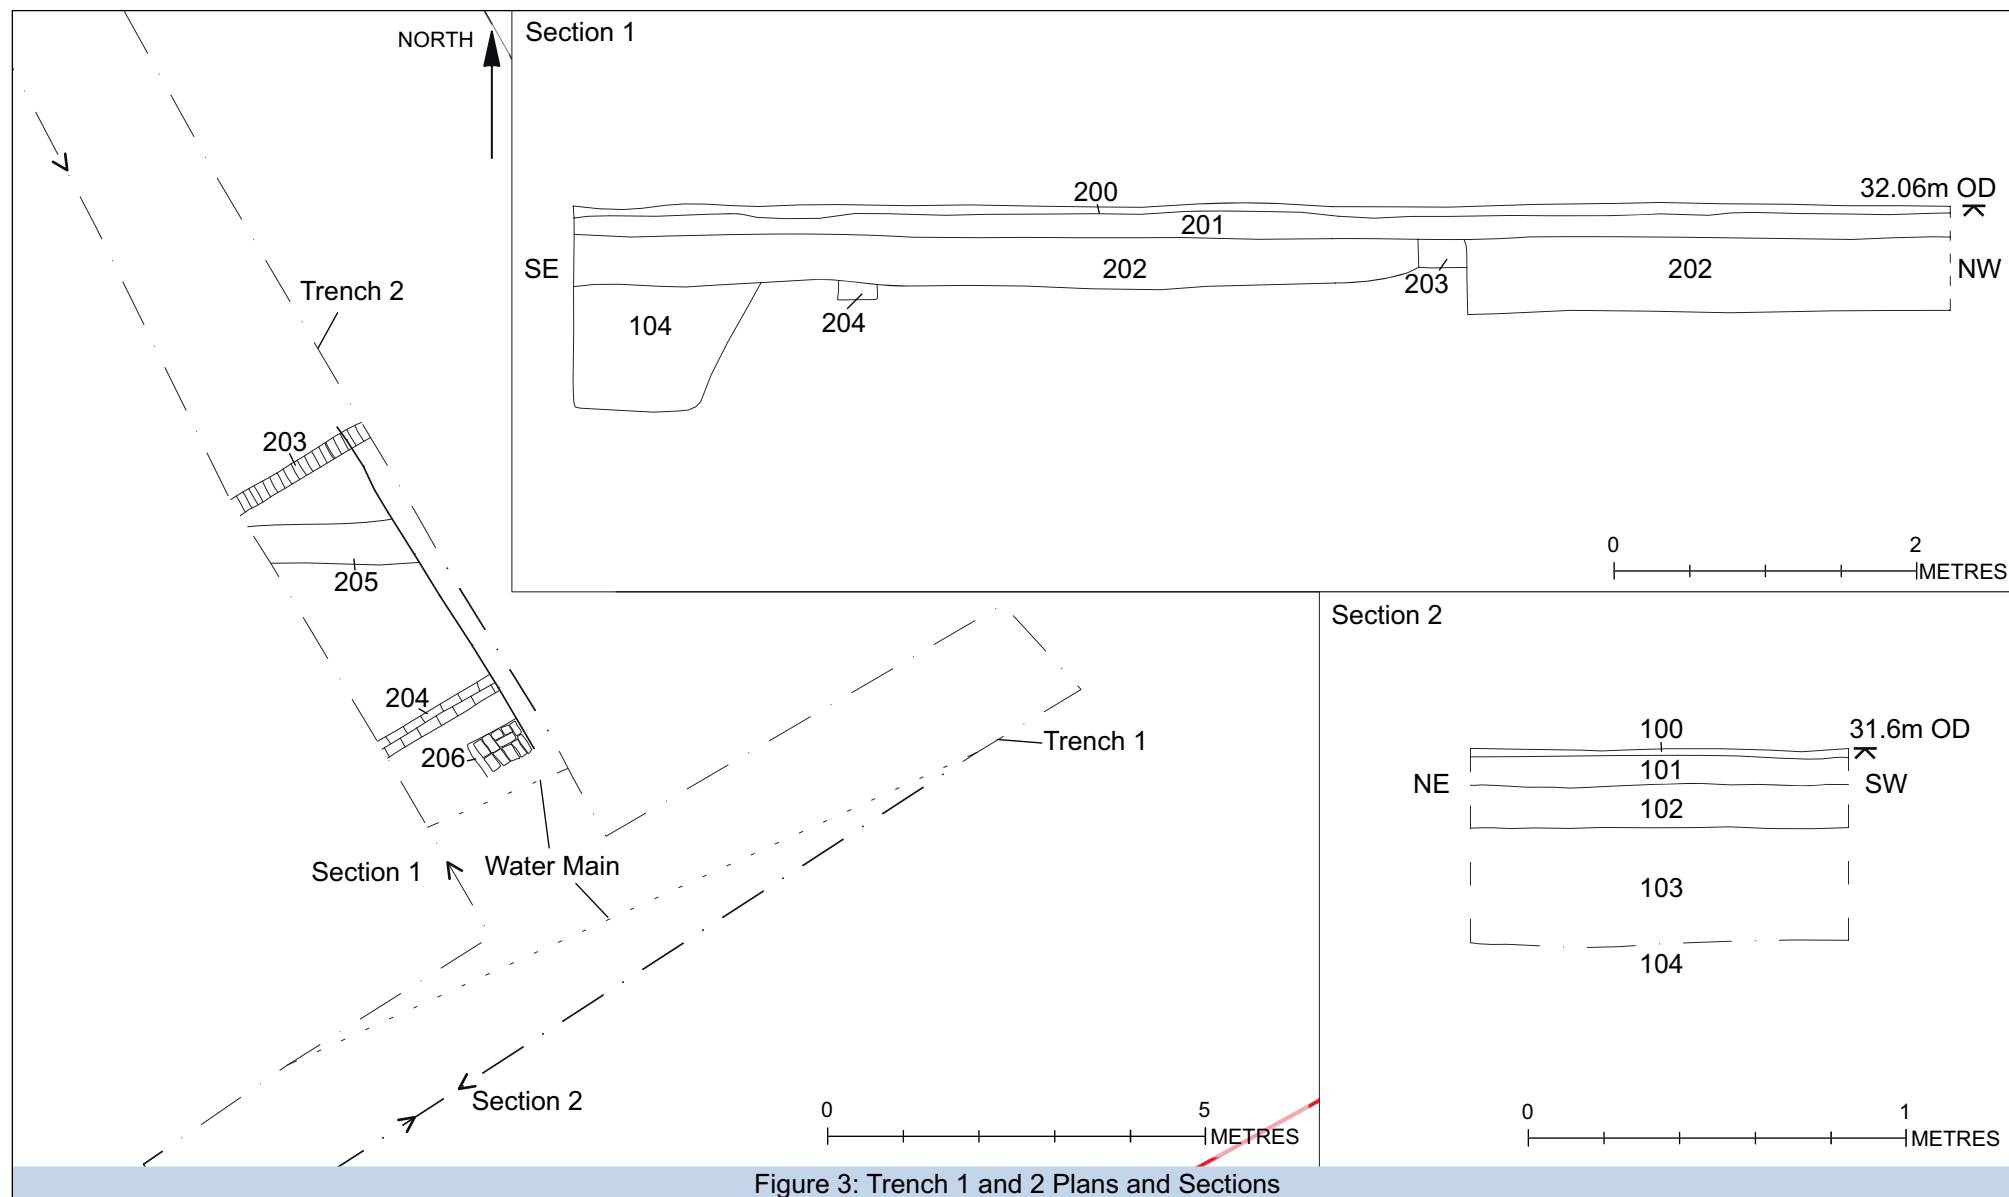 NORTH
Trench 2
203
205
204
206
Section 1
Water Main
Trench 1
Section 2
0 5
METRES
Section 1
200
32.06m OD
201
SE
202
203
202
NW
104
204
0 2
METRES
Section 2
100
31.6m OD
101
NE
SW
102
103
104
0 1
METRES
Figure 3: Trench 1 and 2 Plans and Sections